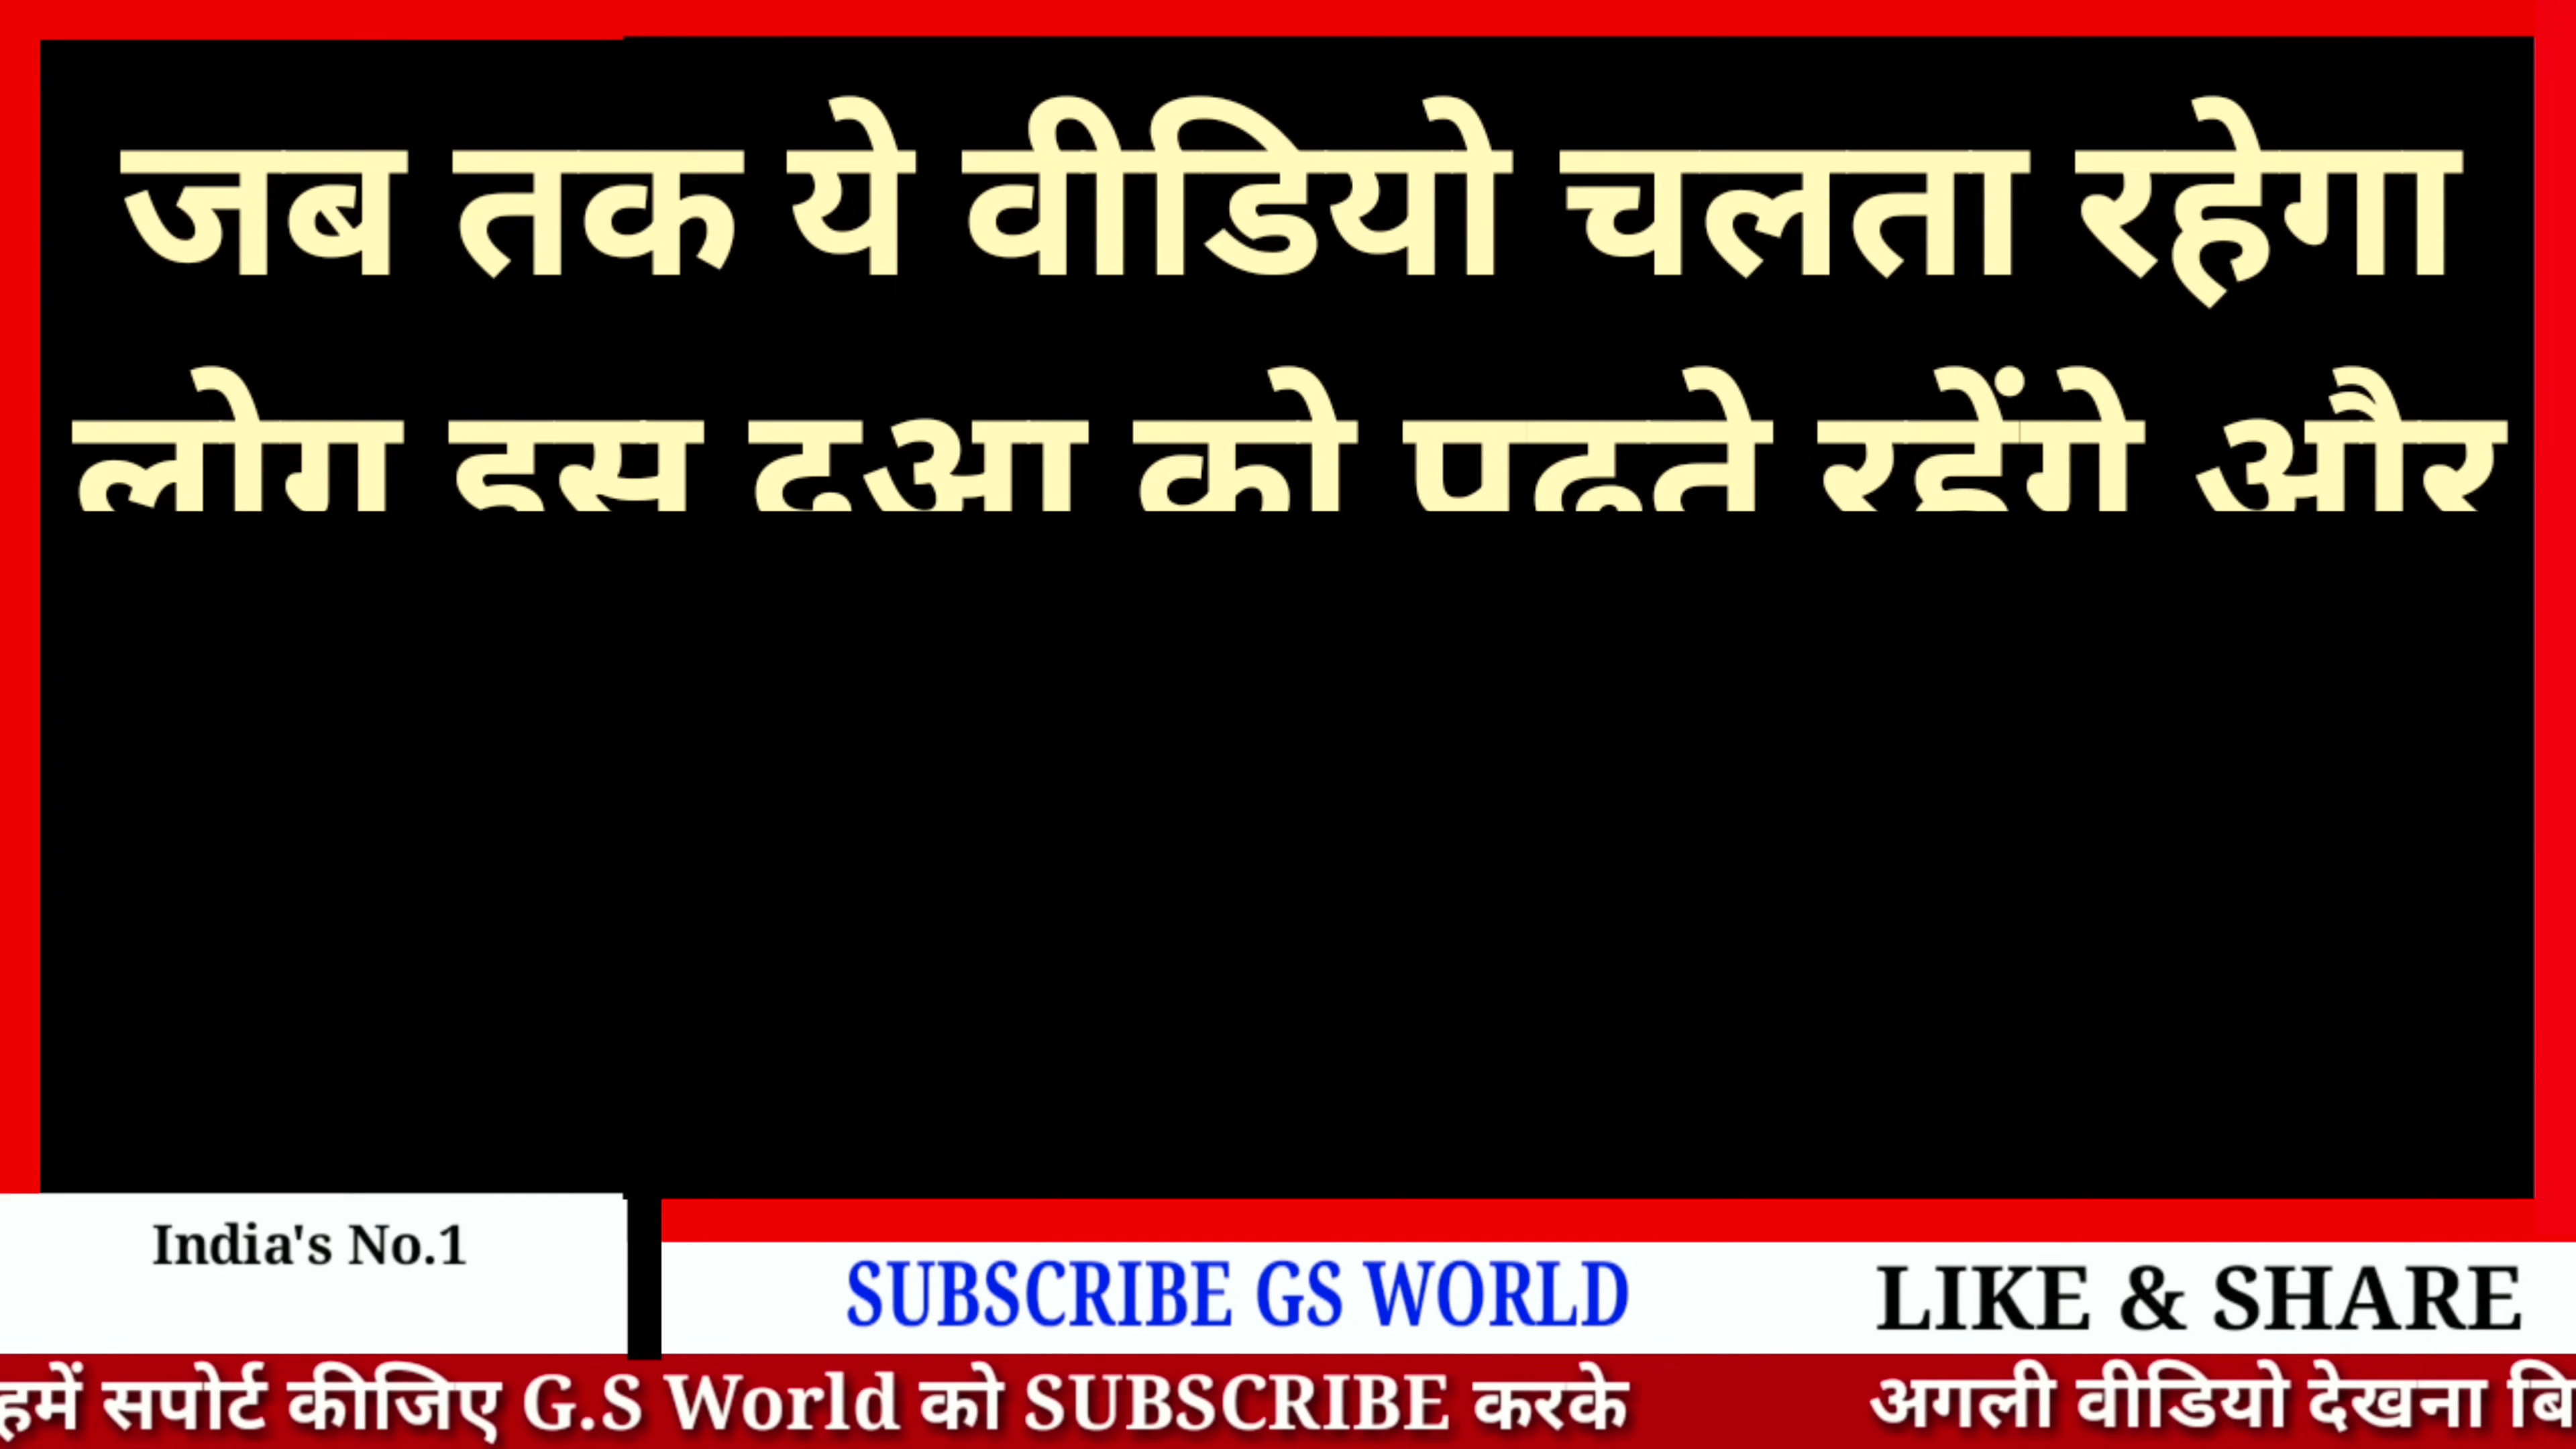 जब तक ये वीडियो चलता रहेगा
लोग इस दुआ को पढ़ते रहेंगे और
India's No.1
SUBSCRIBE GS WORLD
LIKE & SHARE
हमें सपोर्ट कीजिए G.S World को SUBSCRIBE करके अगली वीडियो देखना